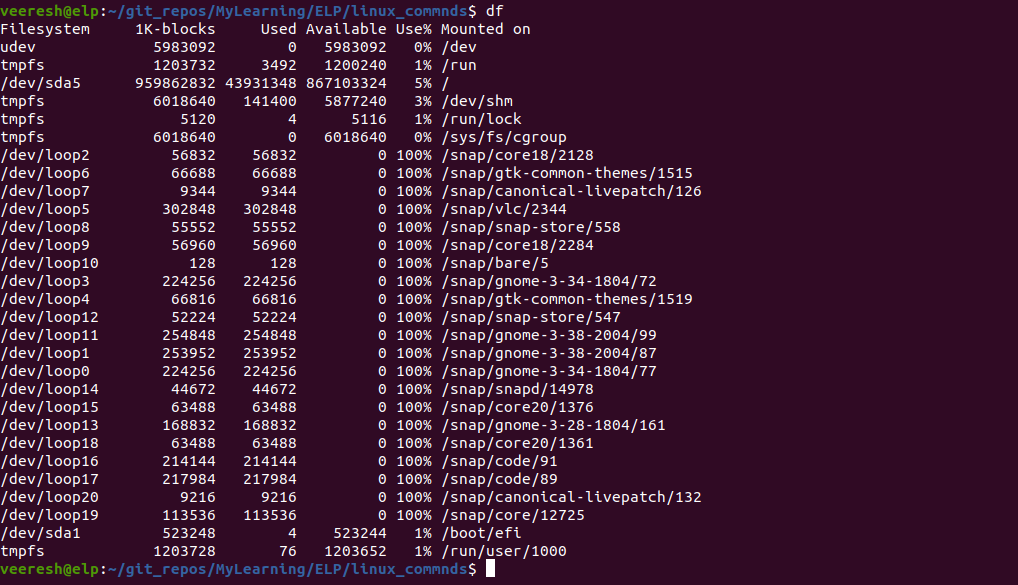 veeresh@elp:~/git_repos/MyLearning/ELP/linux_commnds$ df
Filesystem     1K-blocks     Used Available Use% Mounted on
udev             5983092        0   5983092   0% /dev
tmpfs            1203732     3492   1200240   1% /run
/dev/sda5      959862832 43931348 867103324   5% /
tmpfs            6018640   141400   5877240   3% /dev/shm
tmpfs               5120        4      5116   1% /run/lock
tmpfs            6018640        0   6018640   0% /sys/fs/cgroup
/dev/loop2         56832    56832         0 100% /snap/core18/2128
/dev/loop6         66688    66688         0 100% /snap/gtk-common-themes/1515
/dev/loop7          9344     9344         0 100% /snap/canonical-livepatch/126
/dev/loop5        302848   302848         0 100% /snap/vlc/2344
/dev/loop8         55552    55552         0 100% /snap/snap-store/558
/dev/loop9         56960    56960         0 100% /snap/core18/2284
/dev/loop10          128      128         0 100% /snap/bare/5
/dev/loop3        224256   224256         0 100% /snap/gnome-3-34-1804/72
/dev/loop4         66816    66816         0 100% /snap/gtk-common-themes/1519
/dev/loop12        52224    52224         0 100% /snap/snap-store/547
/dev/loop11       254848   254848         0 100% /snap/gnome-3-38-2004/99
/dev/loop1        253952   253952         0 100% /snap/gnome-3-38-2004/87
/dev/loop0        224256   224256         0 100% /snap/gnome-3-34-1804/77
/dev/loop14        44672    44672         0 100% /snap/snapd/14978
/dev/loop15        63488    63488         0 100% /snap/core20/1376
/dev/loop13       168832   168832         0 100% /snap/gnome-3-28-1804/161
/dev/loop18        63488    63488         0 100% /snap/core20/1361
/dev/loop16       214144   214144         0 100% /snap/code/91
/dev/loop17       217984   217984         0 100% /snap/code/89
/dev/loop20         9216     9216         0 100% /snap/canonical-livepatch/132
/dev/loop19       113536   113536         0 100% /snap/core/12725
/dev/sda1         523248        4    523244   1% /boot/efi
tmpfs            1203728       76   1203652   1% /run/user/1000
veeresh@elp:~/git_repos/MyLearning/ELP/linux_commnds$